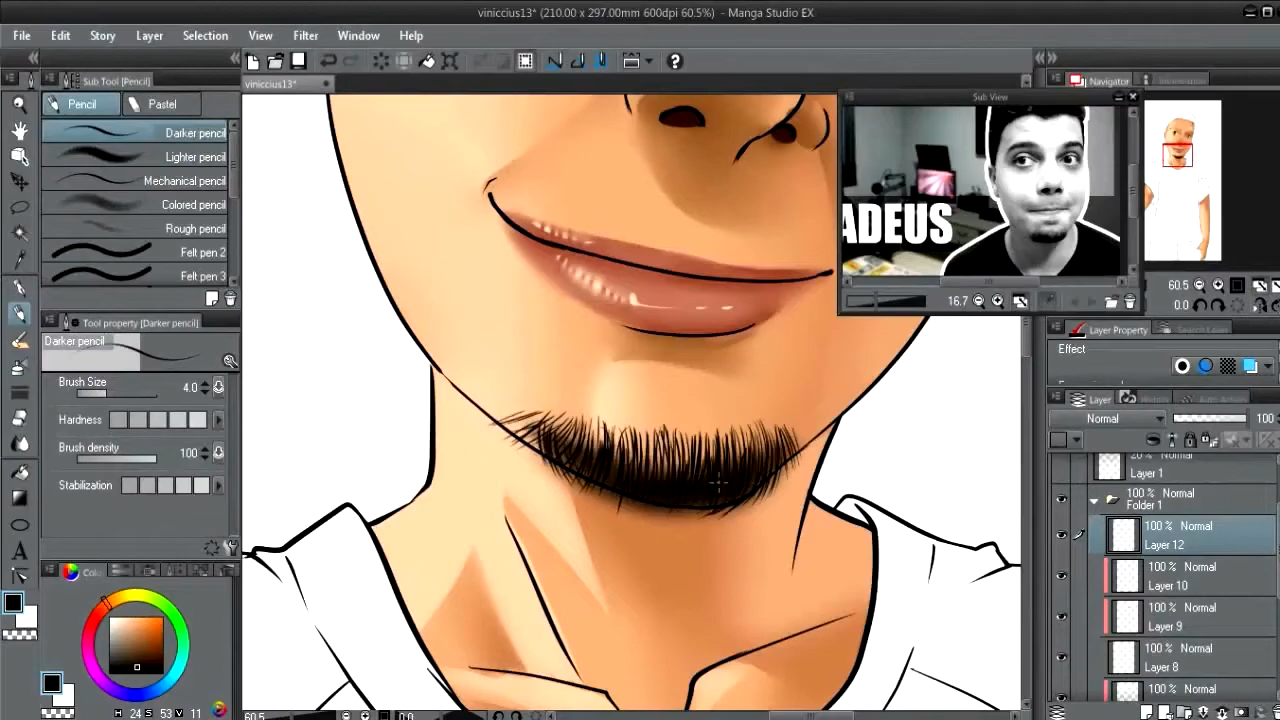 viniccius13* (210.00 x 297.00mm 600dpi 60.5%) - Manga Studio EX
File Edit Story Layer Selection View Filter Window Help
Sub Tool [Pencil]
viniccius13*
Sub View
Navigator
Pencil
Pastel
Darker pencil
Lighter pencil
Mechanical pencil
Colored pencil
Rough pencil
Felt pen 2
Felt pen 3
ADEUS
16.7
60.5
0.0
Tool property [Darker pencil]
Darker pencil
Brush Size 4.0
Hardness
Brush density 100
Stabilization
Layer Property
Effect
Layer
Normal 100
Layer 1
100 % Normal
Folder 1
100 % Normal
Layer 12
100 % Normal
Layer 10
100 % Normal
Layer 9
100 % Normal
Layer 8
100 % Normal
H 24 S 53 V 11
60.5
0.0